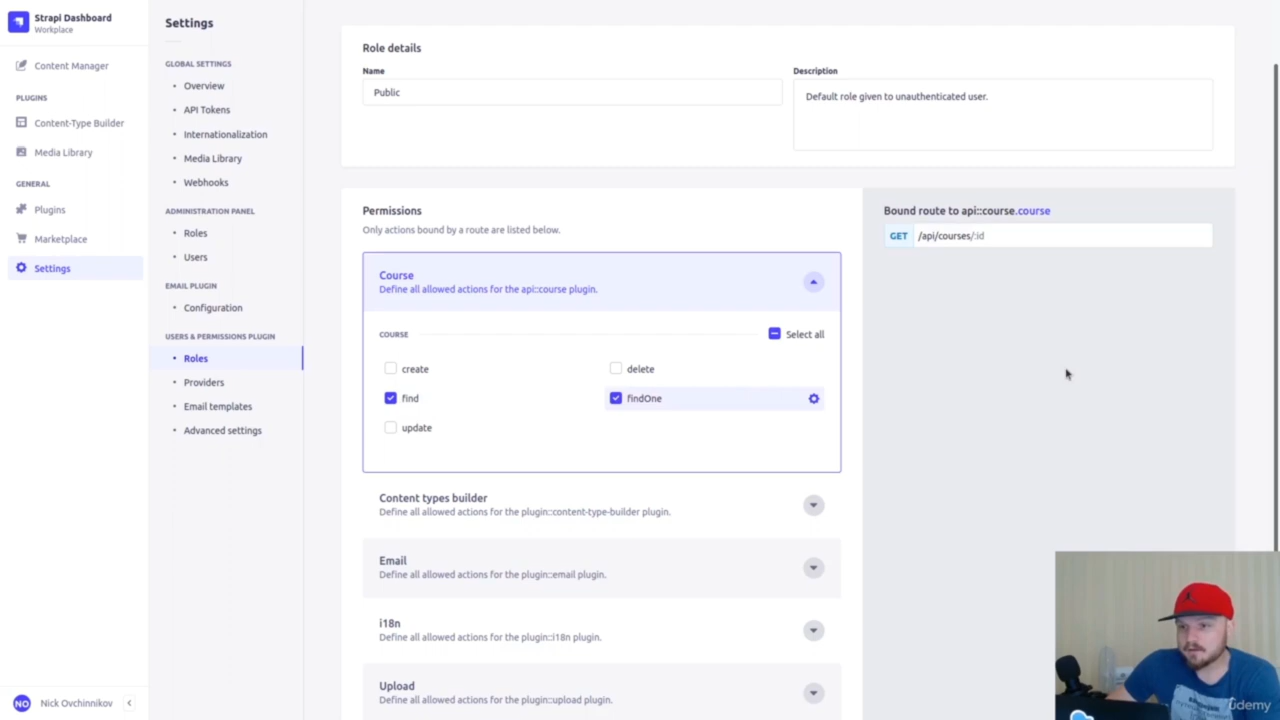 Strapi Dashboard
Workplace
Content Manager
PLUGINS
Content-Type Builder
Media Library
GENERAL
Plugins
Marketplace
Settings
NO Nick Ovchinnikov
Settings
GLOBAL SETTINGS
Overview
API Tokens
Internationalization
Media Library
Webhooks
ADMINISTRATION PANEL
Roles
Users
EMAIL PLUGIN
Configuration
USERS & PERMISSIONS PLUGIN
Roles
Providers
Email templates
Advanced settings
Role details
Name
Public
Description
Default role given to unauthenticated user.
Permissions
Only actions bound by a route are listed below.
Course
Define all allowed actions for the api::course plugin.
COURSE
Select all
create
delete
find
findOne
update
Content types builder
Define all allowed actions for the plugin::content-type-builder plugin.
Email
Define all allowed actions for the plugin::email plugin.
i18n
Define all allowed actions for the plugin::i18n plugin.
Upload
Define all allowed actions for the plugin::upload plugin.
Bound route to api::course.course
GET /api/courses/:id
udemy